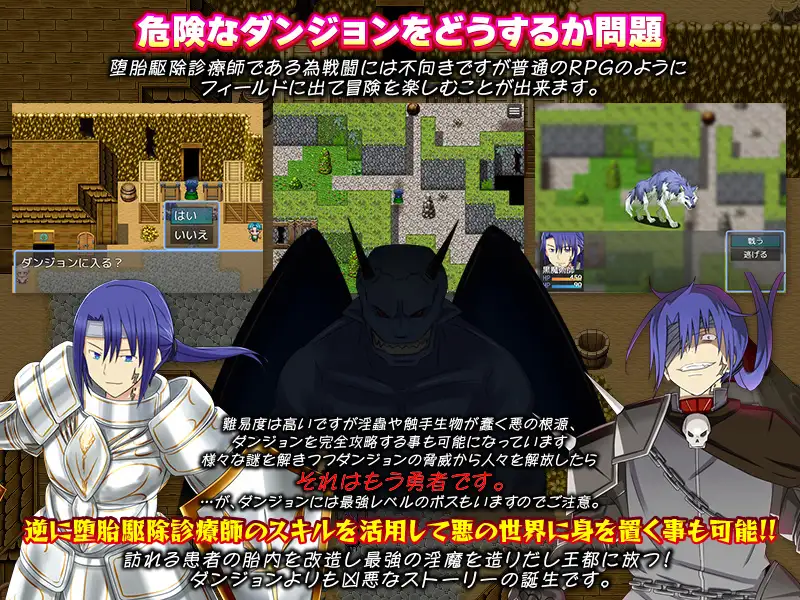 危険なダンジョンをどうするか問題
堕胎駆除診療師である為戦闘には不向きですが普通のRPGのように
フィールドに出て冒険を楽しむことが出来ます。
はい
いいえ
ダンジョンに入る？
黒魔術師
HP 450
MP 90
戦う
逃げる
難易度は高いですが淫蟲や触手生物が蠢く悪の根源、
ダンジョンを完全攻略する事も可能になっています
様々な謎を解きつつダンジョンの脅威から人々を解放したら
それはもう勇者です。
…が、ダンジョンには最強レベルのボスもいますのでご注意。
逆に堕胎駆除診療師のスキルを活用して悪の世界に身を置く事も可能!!
訪れる患者の胎内を改造し最強の淫魔を造りだし王都に放つ！
ダンジョンよりも凶悪なストーリーの誕生です。